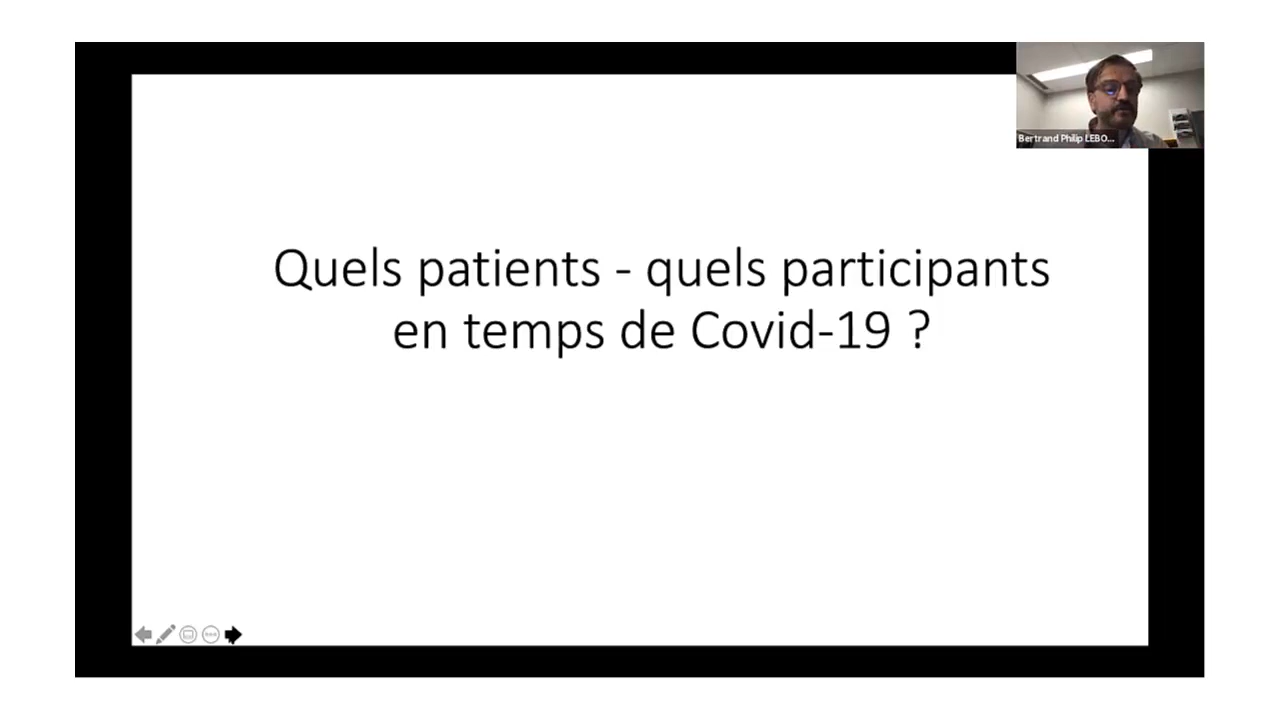 Bertrand Philip LEBO...
Quels patients - quels participants
en temps de Covid-19 ?